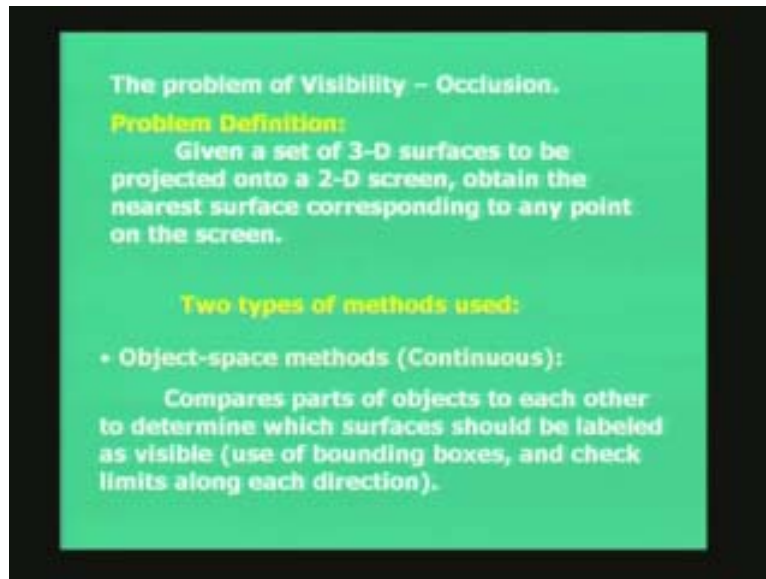 The problem of Visibility – Occlusion.
Problem Definition:
Given a set of 3-D surfaces to be
projected onto a 2-D screen, obtain the
nearest surface corresponding to any point
on the screen.
Two types of methods used:
• Object-space methods (Continuous):
Compares parts of objects to each other
to determine which surfaces should be labeled
as visible (use of bounding boxes, and check
limits along each direction).